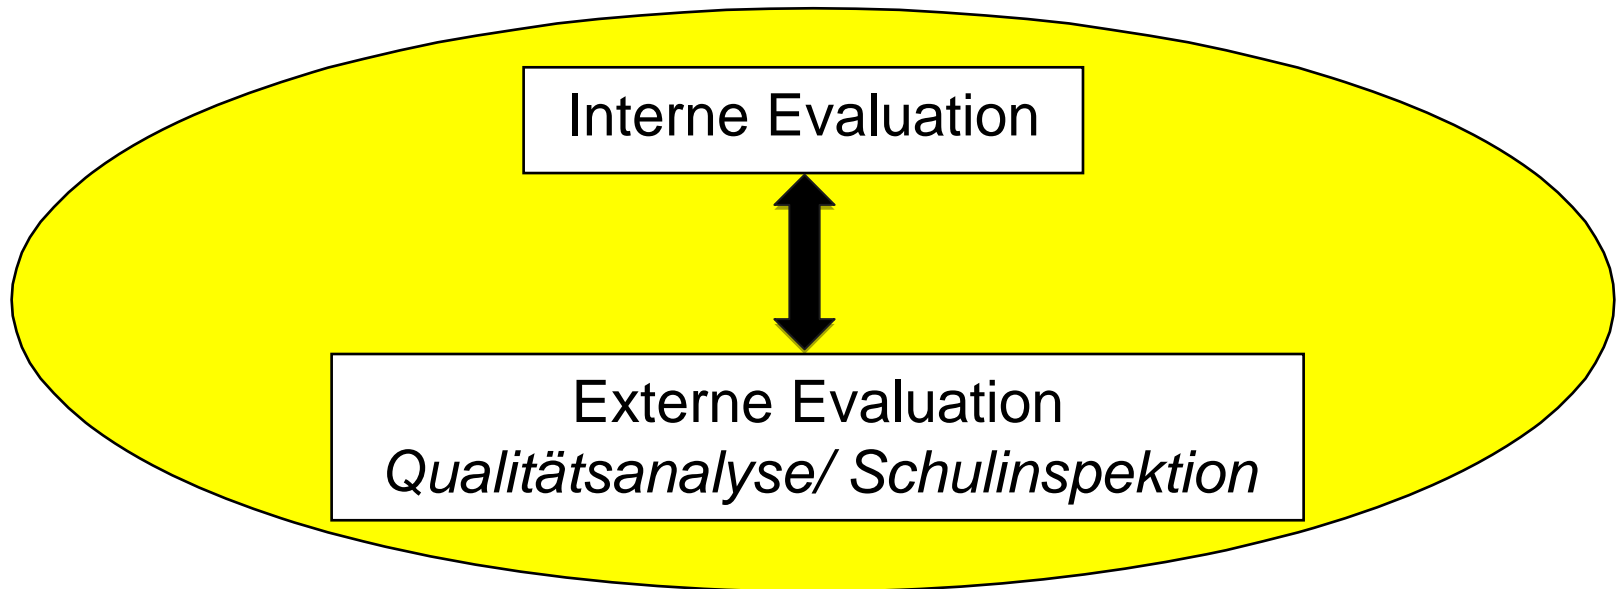 Interne Evaluation
Externe Evaluation
Qualitätsanalyse/ Schulinspektion